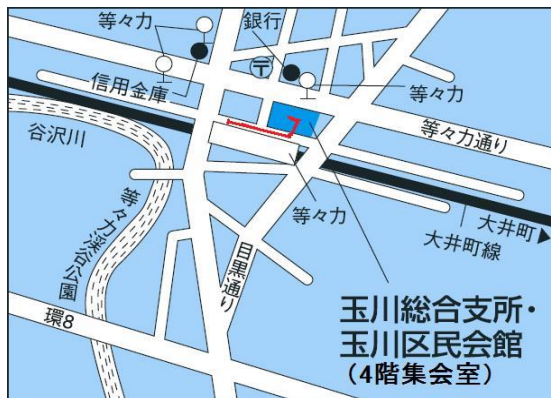 等々力
銀行
〒
信用金庫
等々力
谷沢川
等々力通り
等々力
大井町
大井町線
等々力渓谷公園
目黒通り
環8
玉川総合支所・
玉川区民会館
（4階集会室）